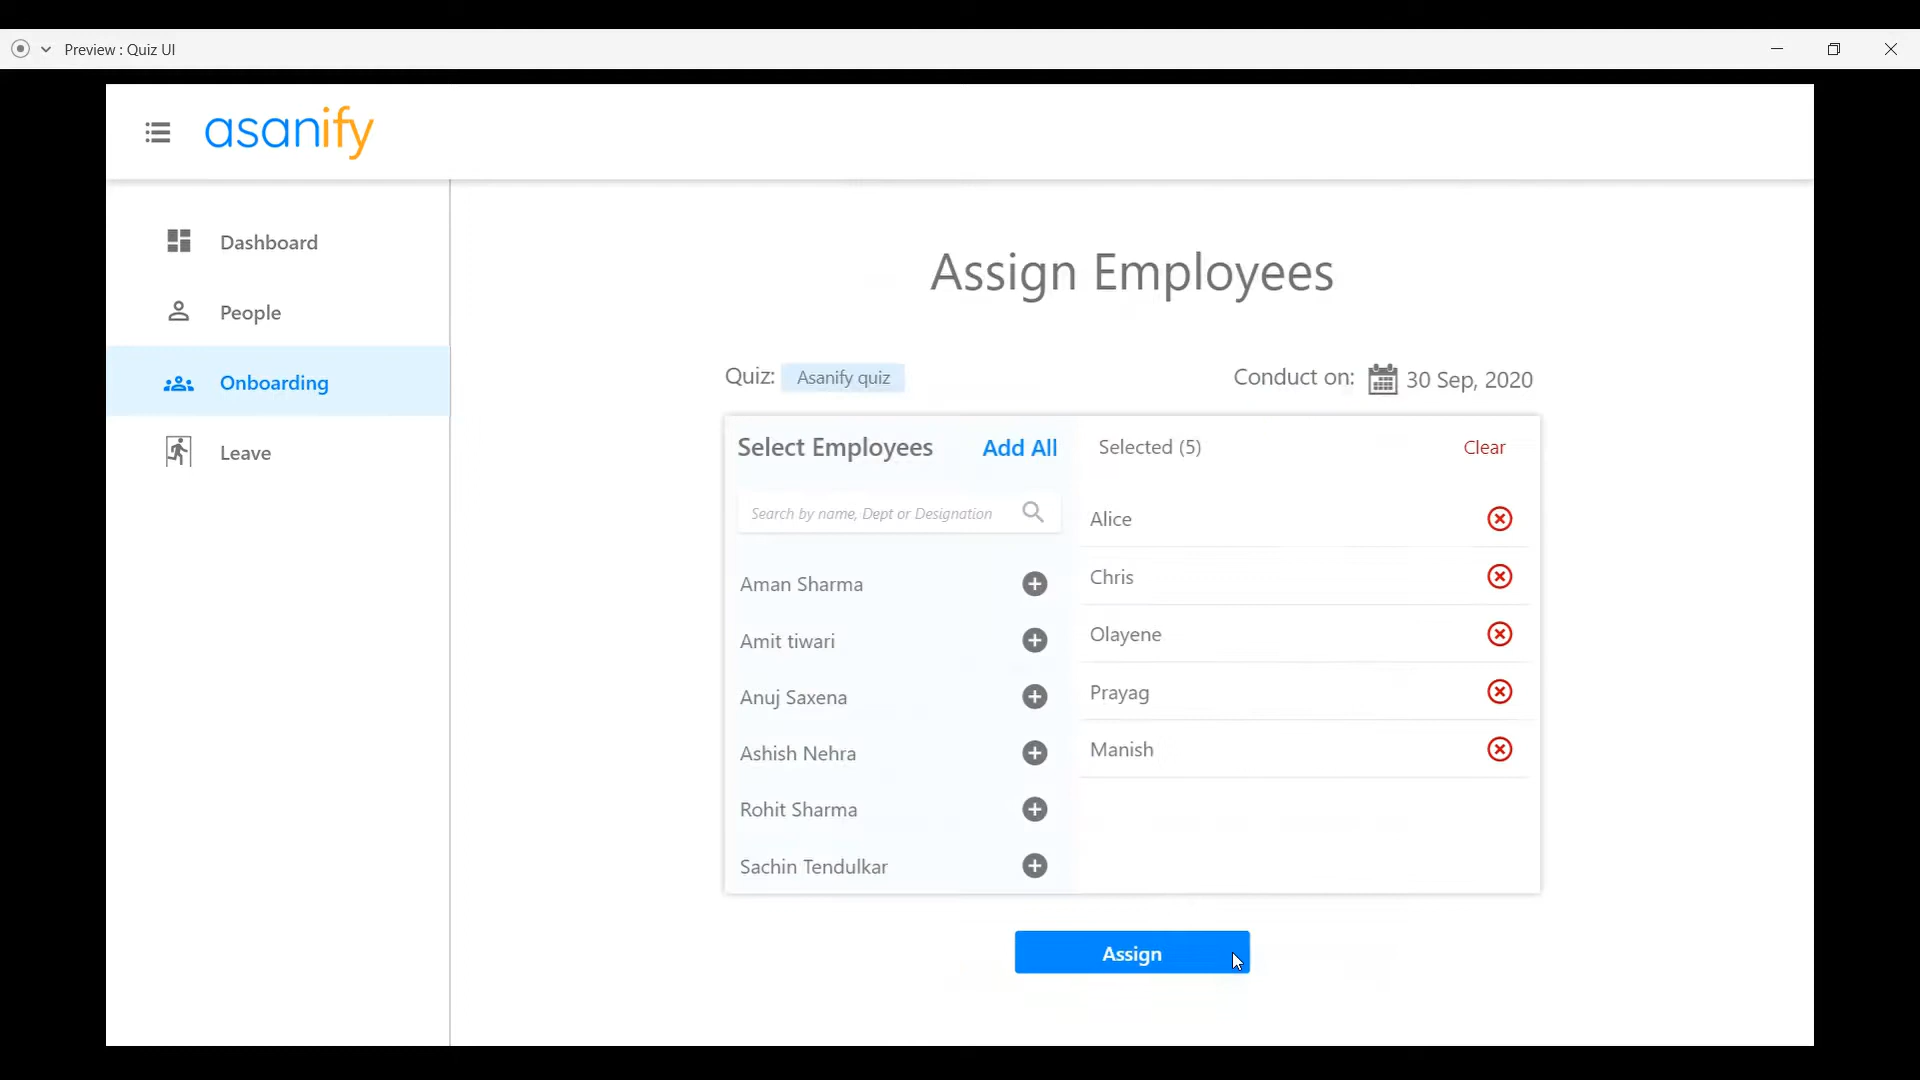 Preview : Quiz UI
asanify
Dashboard
People
Onboarding
Leave
Assign Employees
Quiz: Asanify quiz
Conduct on: 30 Sep, 2020
Select Employees Add All
Search by name, Dept or Designation
Aman Sharma
Amit tiwari
Anuj Saxena
Ashish Nehra
Rohit Sharma
Sachin Tendulkar
Selected (5) Clear
Alice
Chris
Olayene
Prayag
Manish
Assign